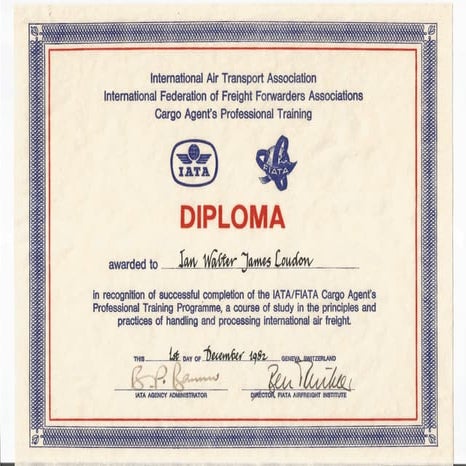 International Air Transport Association
International Federation of Freight Forwarders Associations
Cargo Agent's Professional Training
IATA
FIATA
DIPLOMA
awarded to Ian Walter James Loudon
in recognition of successful completion of the IATA/FIATA Cargo Agent's
Professional Training Programme, a course of study in the principles and
practices of handling and processing international air freight.
THIS 1st DAY OF December 1982 GENEVA, SWITZERLAND
IATA AGENCY ADMINISTRATOR
DIRECTOR, FIATA AIRFREIGHT INSTITUTE